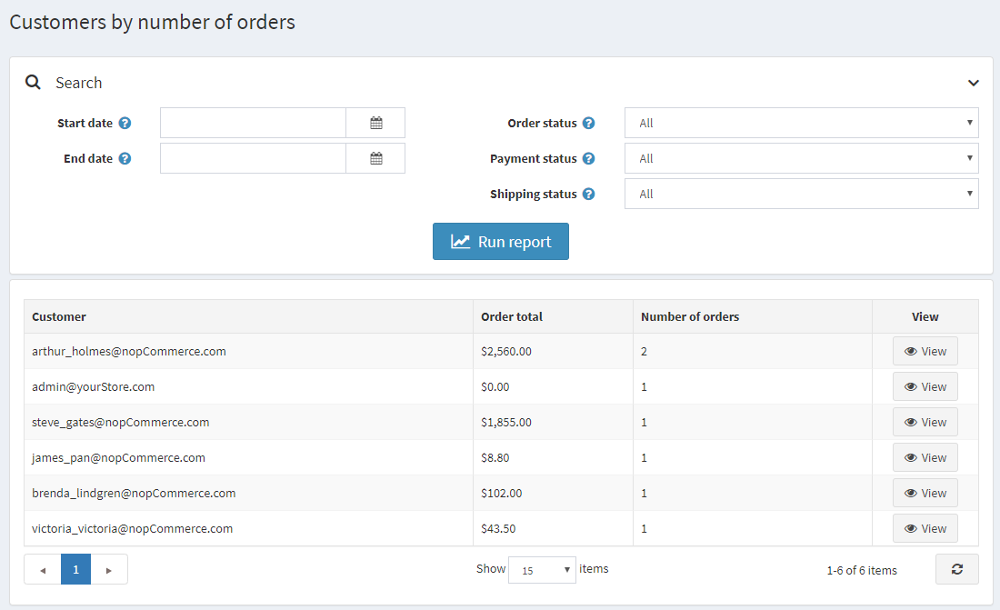 Customers by number of orders
Search
Start date
End date
Order status All
Payment status All
Shipping status All
Run report
Customer Order total Number of orders View
arthur_holmes@nopCommerce.com $2,560.00 2 View
admin@yourStore.com $0.00 1 View
steve_gates@nopCommerce.com $1,855.00 1 View
james_pan@nopCommerce.com $8.80 1 View
brenda_lindgren@nopCommerce.com $102.00 1 View
victoria_victoria@nopCommerce.com $43.50 1 View
1 Show 15 items 1-6 of 6 items